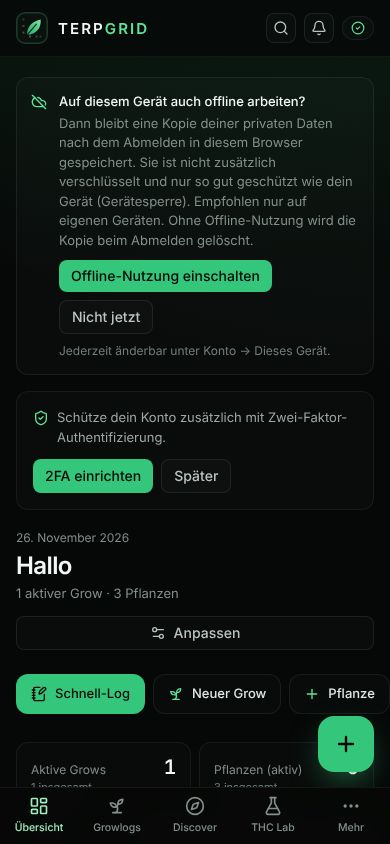 TERPGRID
Auf diesem Gerät auch offline arbeiten?
Dann bleibt eine Kopie deiner privaten Daten
nach dem Abmelden in diesem Browser
gespeichert. Sie ist nicht zusätzlich
verschlüsselt und nur so gut geschützt wie dein
Gerät (Gerätesperre). Empfohlen nur auf
eigenen Geräten. Ohne Offline-Nutzung wird die
Kopie beim Abmelden gelöscht.
Offline-Nutzung einschalten
Nicht jetzt
Jederzeit änderbar unter Konto → Dieses Gerät.
Schütze dein Konto zusätzlich mit Zwei-Faktor-
Authentifizierung.
2FA einrichten Später
26. November 2026
Hallo
1 aktiver Grow · 3 Pflanzen
Anpassen
Schnell-Log Neuer Grow Pflanze
Aktive Grows 1 Pflanzen (aktiv)
1 insgesamt 3 insgesamt
Übersicht Growlogs Discover THC Lab Mehr